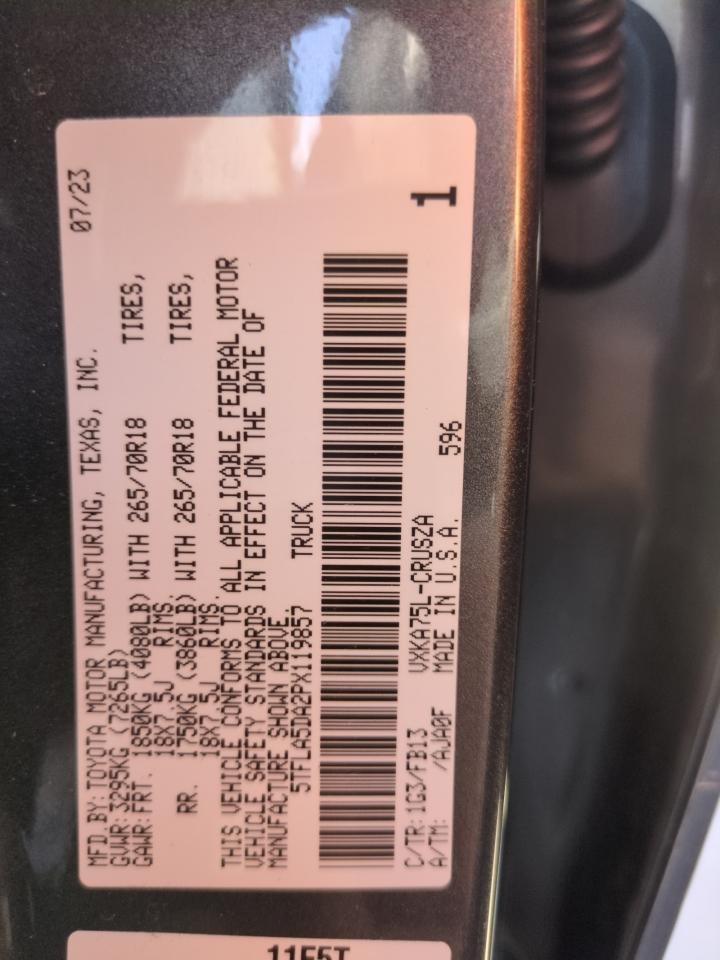 MFD.BY: TOYOTA MOTOR MANUFACTURING, TEXAS, INC. 07/23
GVWR: 3295KG (7265LB)
GAWR: FRT. 1850KG (4080LB) WITH 265/70R18 TIRES,
18X7.5J RIMS.
RR. 1750KG (3860LB) WITH 265/70R18 TIRES,
18X7.5J RIMS.
THIS VEHICLE CONFORMS TO ALL APPLICABLE FEDERAL MOTOR
VEHICLE SAFETY STANDARDS IN EFFECT ON THE DATE OF
MANUFACTURE SHOWN ABOVE
5TFLA5DA2PX119857 TRUCK
C/TR: 1G3/FB13 VXKA75L-CRUSZA 1
A/TM: /AJA0F MADE IN U.S.A. 596
11F5T